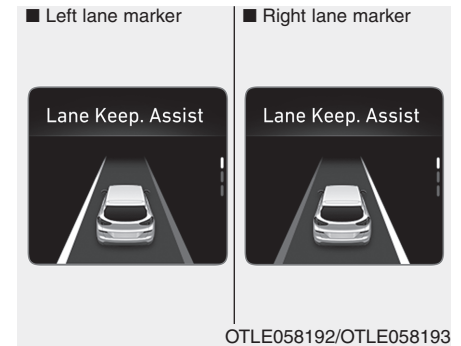 ■ Left lane marker
■ Right lane marker
Lane Keep. Assist
Lane Keep. Assist
OTLE058192/OTLE058193